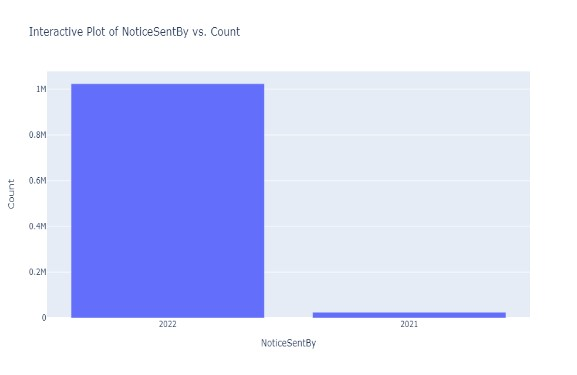 Interactive Plot of NoticeSentBy vs. Count
1M
0.8M
0.6M
0.4M
0.2M
0
Count
2022
2021
NoticeSentBy